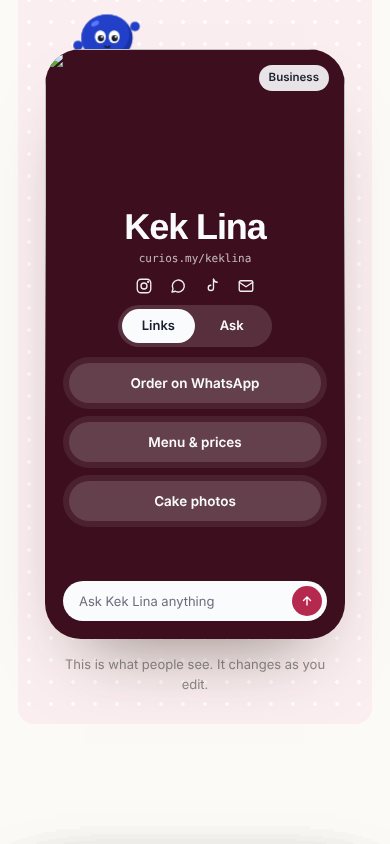 Business
Kek Lina
curios.my/keklina
Links
Ask
Order on WhatsApp
Menu & prices
Cake photos
Ask Kek Lina anything
This is what people see. It changes as you
edit.